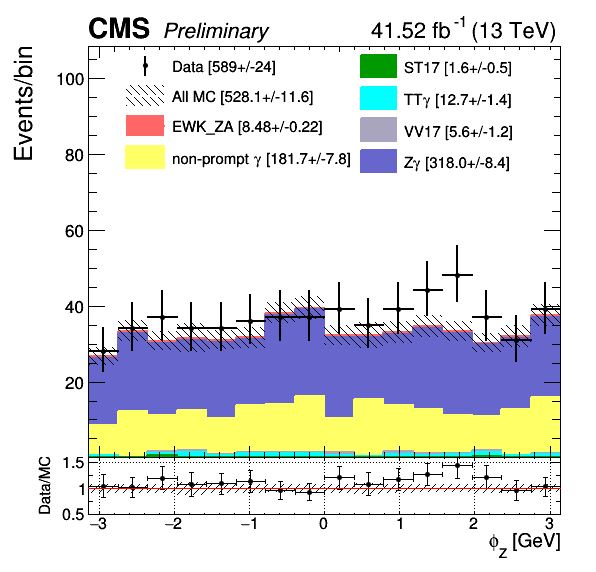 CMS Preliminary 41.52 fb⁻¹ (13 TeV)
Events/bin
Data [589+/-24]
All MC [528.1+/-11.6]
EWK_ZA [8.48+/-0.22]
non-prompt γ [181.7+/-7.8]
ST17 [1.6+/-0.5]
TTγ [12.7+/-1.4]
VV17 [5.6+/-1.2]
Zγ [318.0+/-8.4]
100
80
60
40
20
Data/MC
1.5
1
0.5
−3 −2 −1 0 1 2 3
ϕ_Z [GeV]